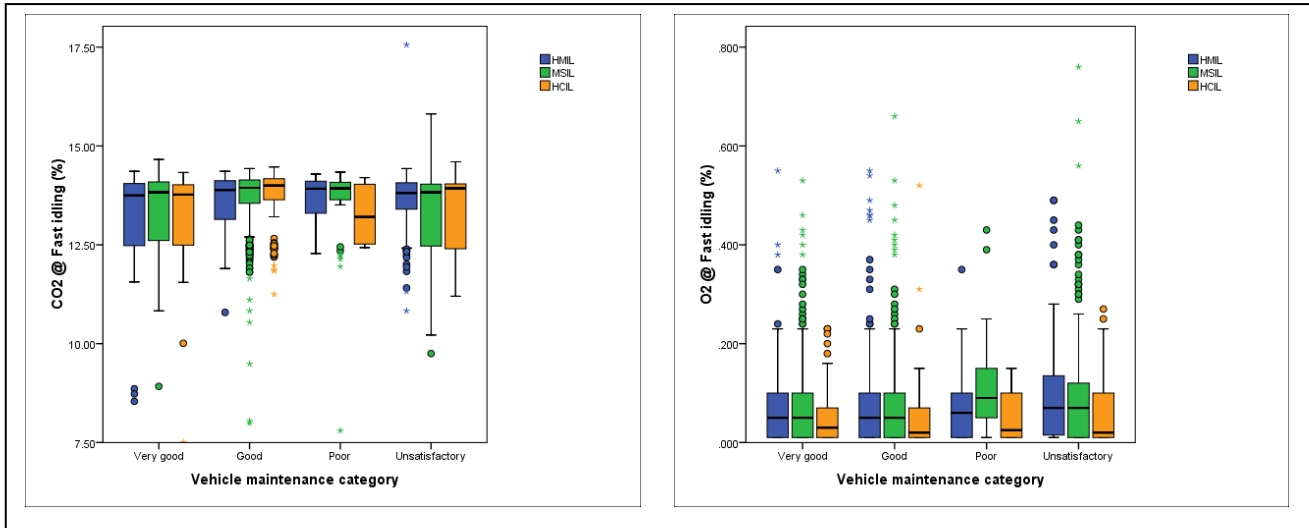 17.50
15.00
12.50
10.00
7.50
CO2 @ Fast idling (%)
Very good Good Poor Unsatisfactory
Vehicle maintenance category
HMIL
MSIL
HCIL
.800
.600
.400
.200
.000
O2 @ Fast idling (%)
Very good Good Poor Unsatisfactory
Vehicle maintenance category
HMIL
MSIL
HCIL